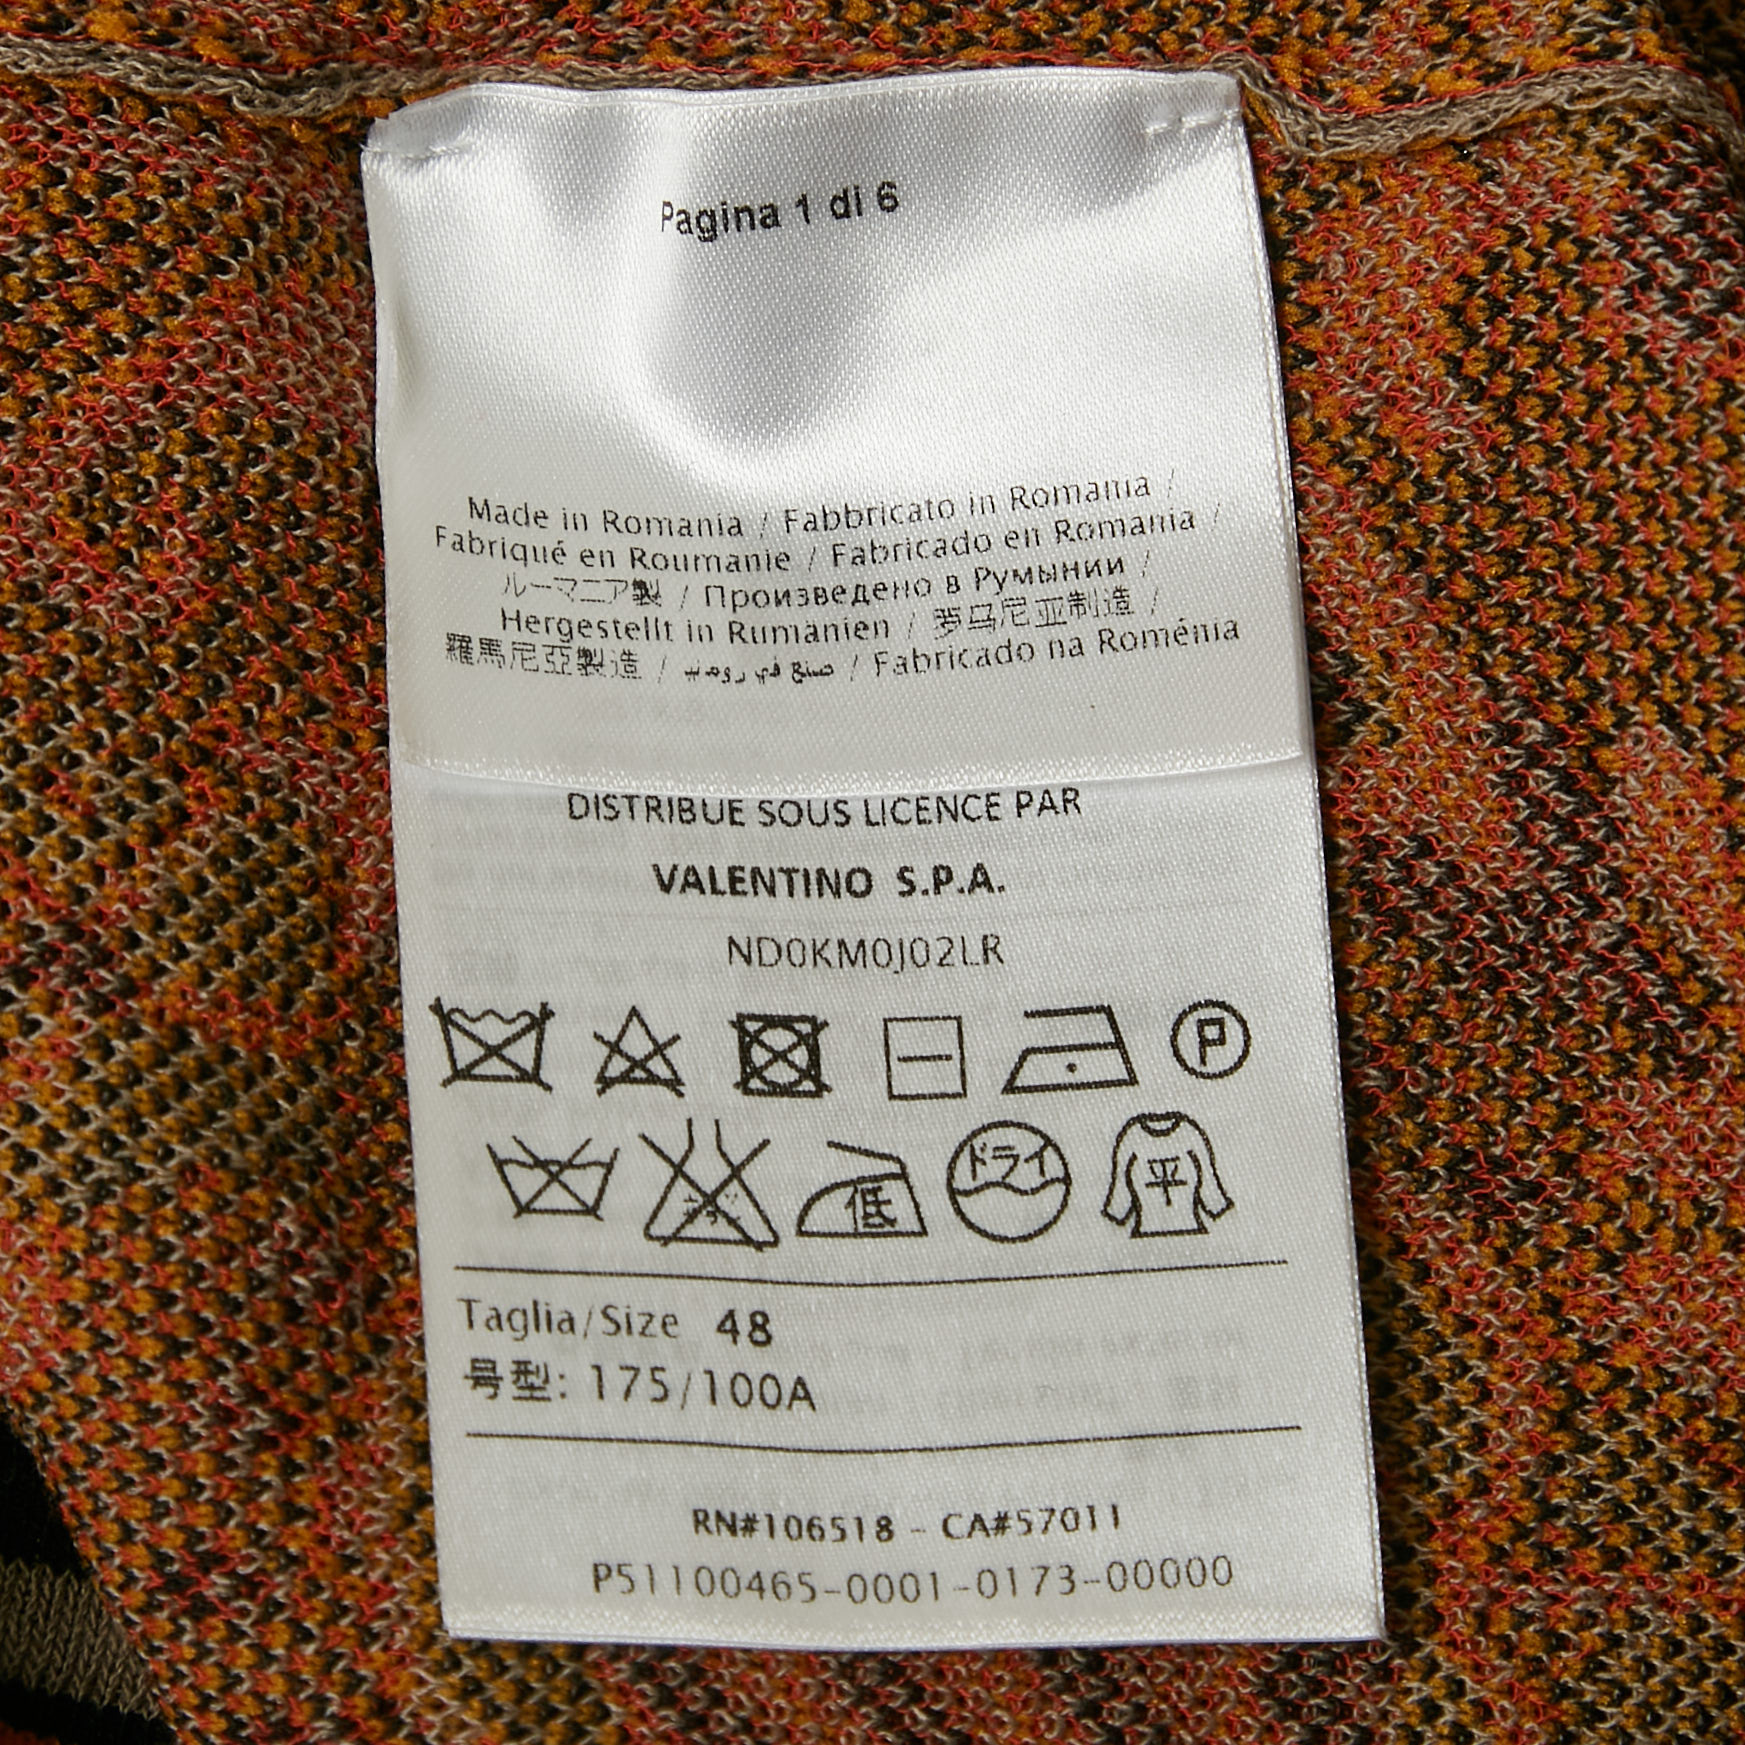 Pagina 1 di 6
Made in Romania / Fabbricato in Romania /
Fabriqué en Roumanie / Fabricado en Romania /
ルーマニア製 / Произведено в Румынии /
Hergestellt in Rumänien / 罗马尼亚制造 /
羅馬尼亞製造 / صنع في / Fabricado na Roménia
DISTRIBUE SOUS LICENCE PAR
VALENTINO S.P.A.
ND0KM0J02LR
P
低 ドライ 平
Taglia/Size 48
号型: 175/100A
RN#106518 - CA#57011
P51100465-0001-0173-00000